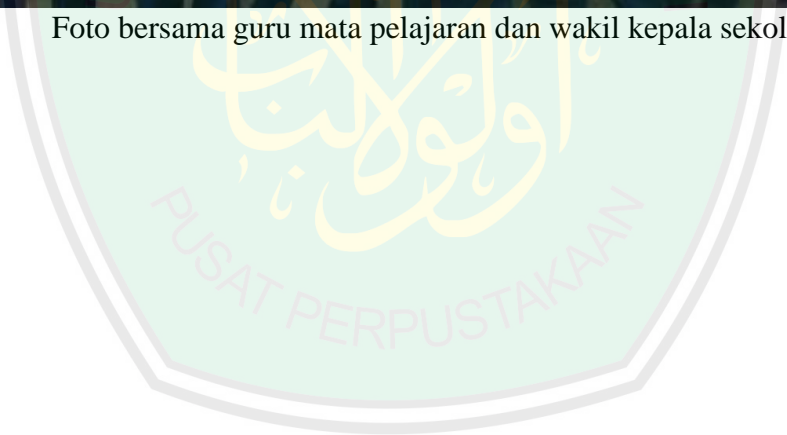 Foto bersama guru mata pelajaran dan wakil kepala sekol
PUSAT PERPUSTAKAAN